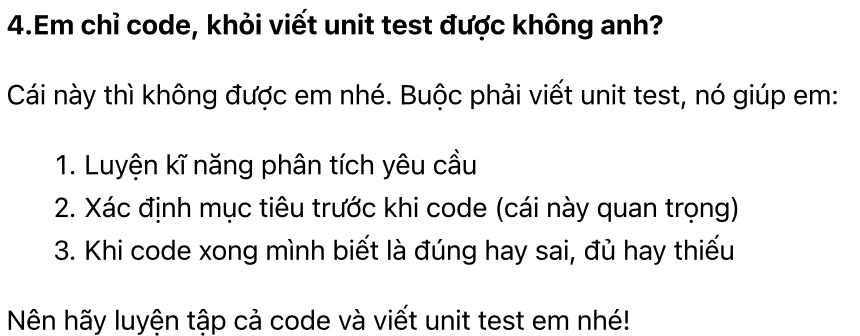 4.Em chỉ code, khỏi viết unit test được không anh?
Cái này thì không được em nhé. Buộc phải viết unit test, nó giúp em:
1. Luyện kĩ năng phân tích yêu cầu
2. Xác định mục tiêu trước khi code (cái này quan trọng)
3. Khi code xong mình biết là đúng hay sai, đủ hay thiếu
Nên hãy luyện tập cả code và viết unit test em nhé!